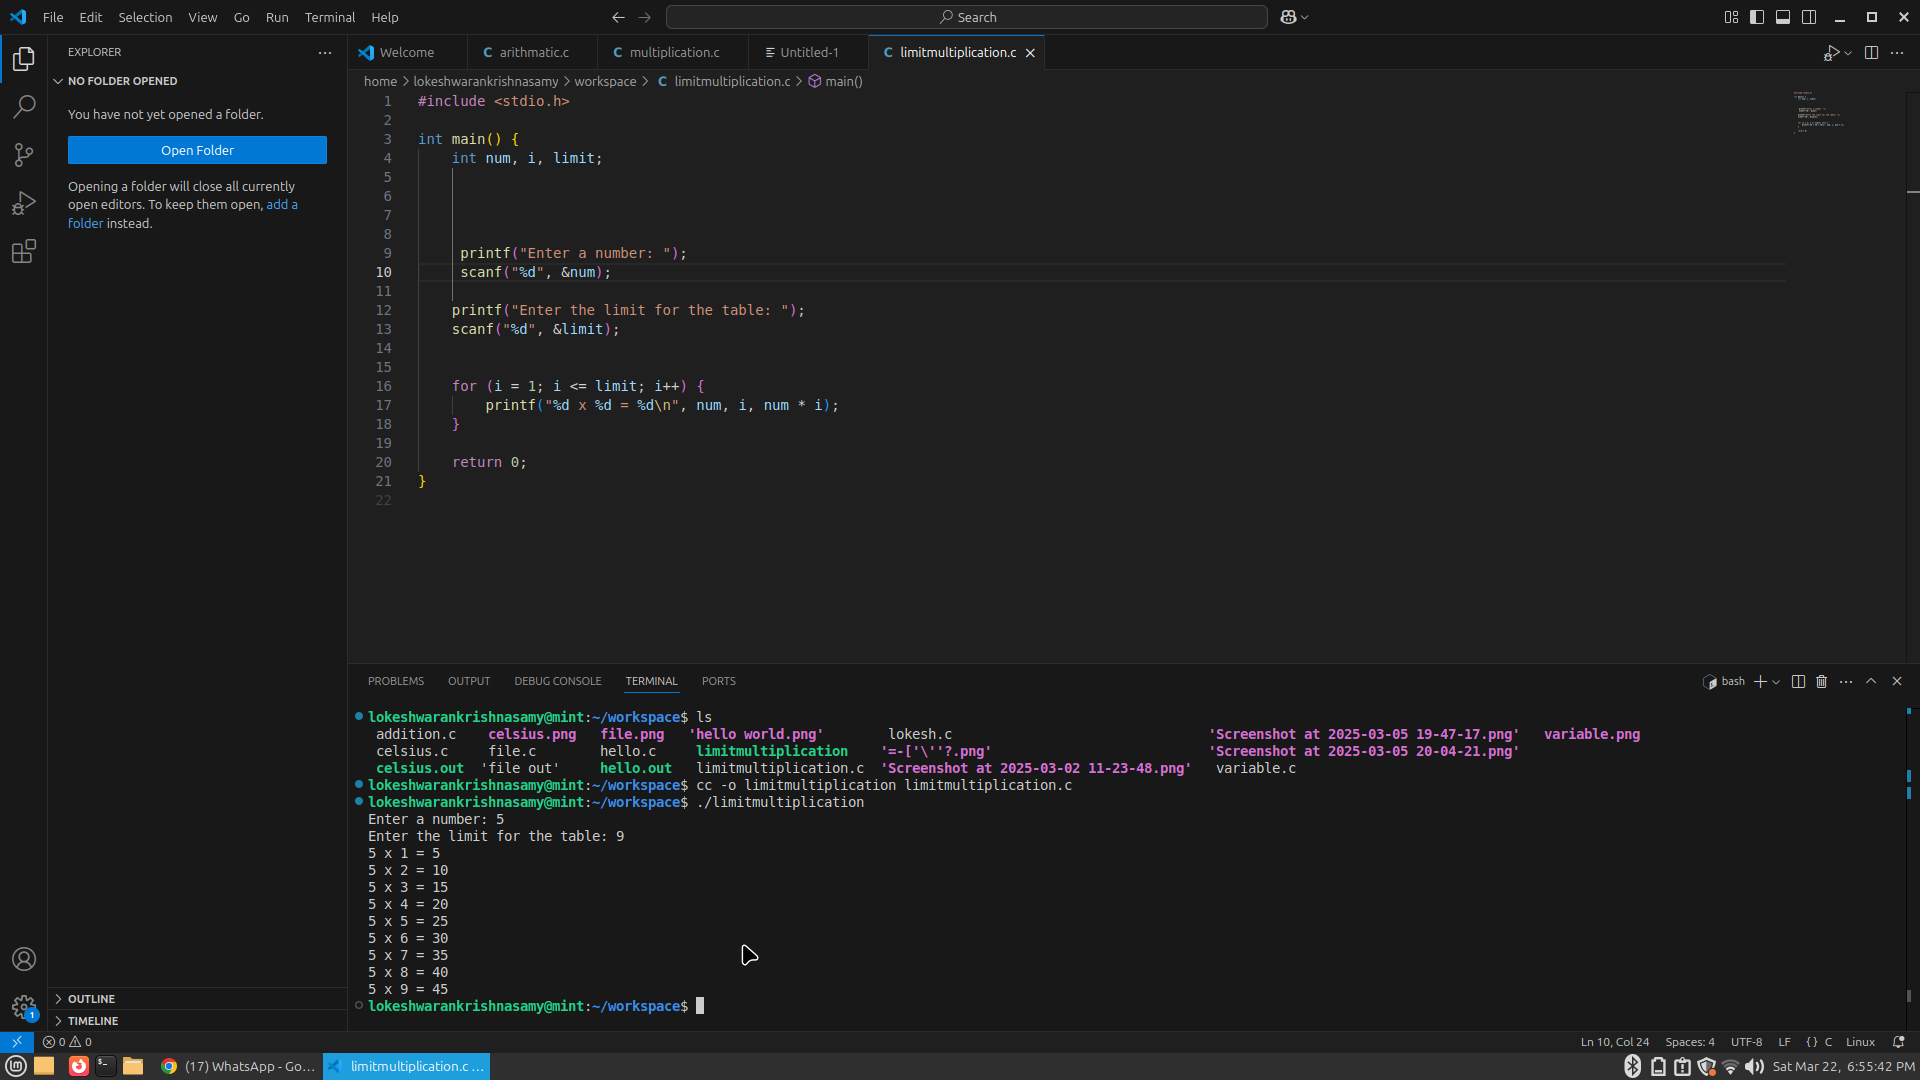 File Edit Selection View Go Run Terminal Help
Search
EXPLORER
Welcome
arithmatic.c
multiplication.c
Untitled-1
limitmultiplication.c
NO FOLDER OPENED
You have not yet opened a folder.
Open Folder
Opening a folder will close all currently
open editors. To keep them open, add a
folder instead.
home > lokeshwarankrishnasamy > workspace > C limitmultiplication.c > main()
1 #include <stdio.h>
2
3 int main() {
4 int num, i, limit;
5
6
7
8
9 printf("Enter a number: ");
10 scanf("%d", &num);
11
12 printf("Enter the limit for the table: ");
13 scanf("%d", &limit);
14
15
16 for (i = 1; i <= limit; i++) {
17 printf("%d x %d = %d\n", num, i, num * i);
18 }
19
20 return 0;
21 }
22
PROBLEMS OUTPUT DEBUG CONSOLE TERMINAL PORTS
bash
lokeshwarankrishnasamy@mint:~/workspace$ ls
addition.c celsius.png file.png 'hello world.png' lokesh.c 'Screenshot at 2025-03-05 19-47-17.png' variable.png
celsius.c file.c hello.c limitmultiplication '=-['\''?.png' 'Screenshot at 2025-03-05 20-04-21.png'
celsius.out 'file out' hello.out limitmultiplication.c 'Screenshot at 2025-03-02 11-23-48.png' variable.c
lokeshwarankrishnasamy@mint:~/workspace$ cc -o limitmultiplication limitmultiplication.c
lokeshwarankrishnasamy@mint:~/workspace$ ./limitmultiplication
Enter a number: 5
Enter the limit for the table: 9
5 x 1 = 5
5 x 2 = 10
5 x 3 = 15
5 x 4 = 20
5 x 5 = 25
5 x 6 = 30
5 x 7 = 35
5 x 8 = 40
5 x 9 = 45
lokeshwarankrishnasamy@mint:~/workspace$
OUTLINE
TIMELINE
1
0 0
Ln 10, Col 24 Spaces: 4 UTF-8 LF {} C Linux
(17) WhatsApp - Go...
limitmultiplication.c ...
Sat Mar 22, 6:55:42 PM